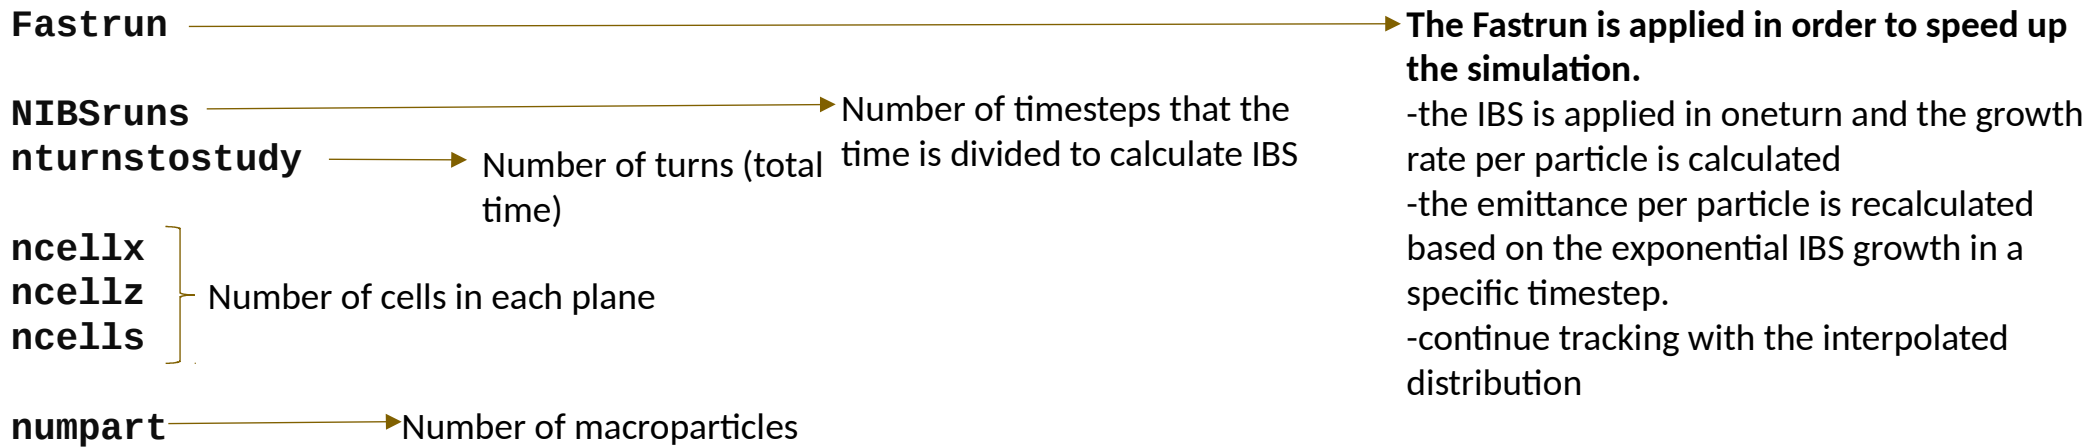 Fastrun
The Fastrun is applied in order to speed up
the simulation.
-the IBS is applied in oneturn and the growth
rate per particle is calculated
-the emittance per particle is recalculated
based on the exponential IBS growth in a
specific timestep.
-continue tracking with the interpolated
distribution
NIBSruns
Number of timesteps that the
time is divided to calculate IBS
nturnstostudy
Number of turns (total
time)
ncellx
ncellz
ncells
Number of cells in each plane
numpart
Number of macroparticles